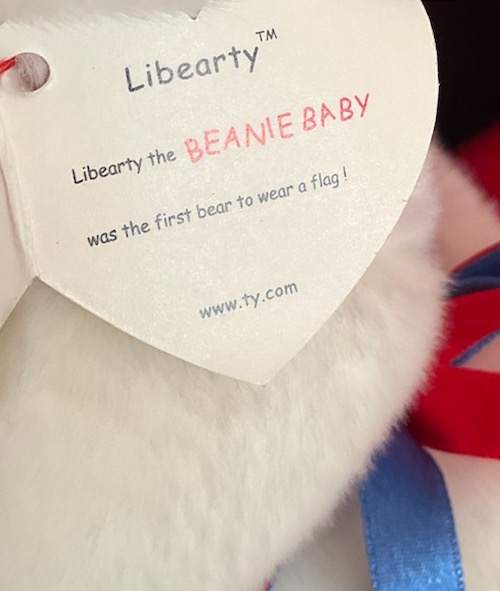 Libearty™
Libearty the BEANIE BABY
was the first bear to wear a flag!
www.ty.com